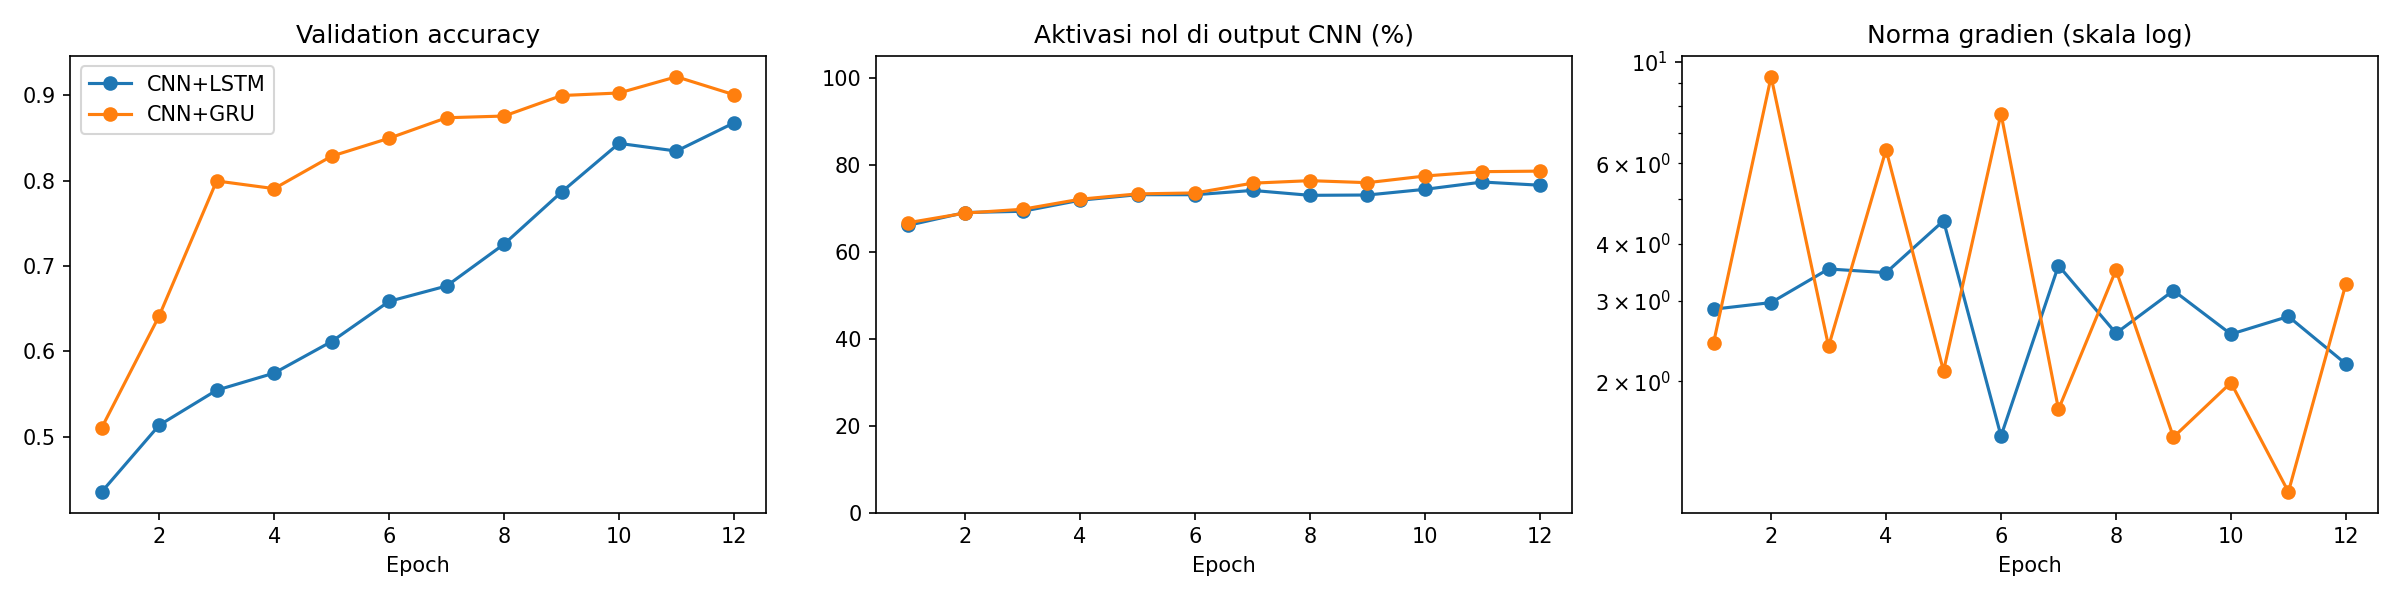 Validation accuracy
CNN+LSTM
CNN+GRU
0.9
0.8
0.7
0.6
0.5
2 4 6 8 10 12
Epoch
Aktivasi nol di output CNN (%)
100
80
60
40
20
0
2 4 6 8 10 12
Epoch
Norma gradien (skala log)
10¹
6 × 10⁰
4 × 10⁰
3 × 10⁰
2 × 10⁰
2 4 6 8 10 12
Epoch